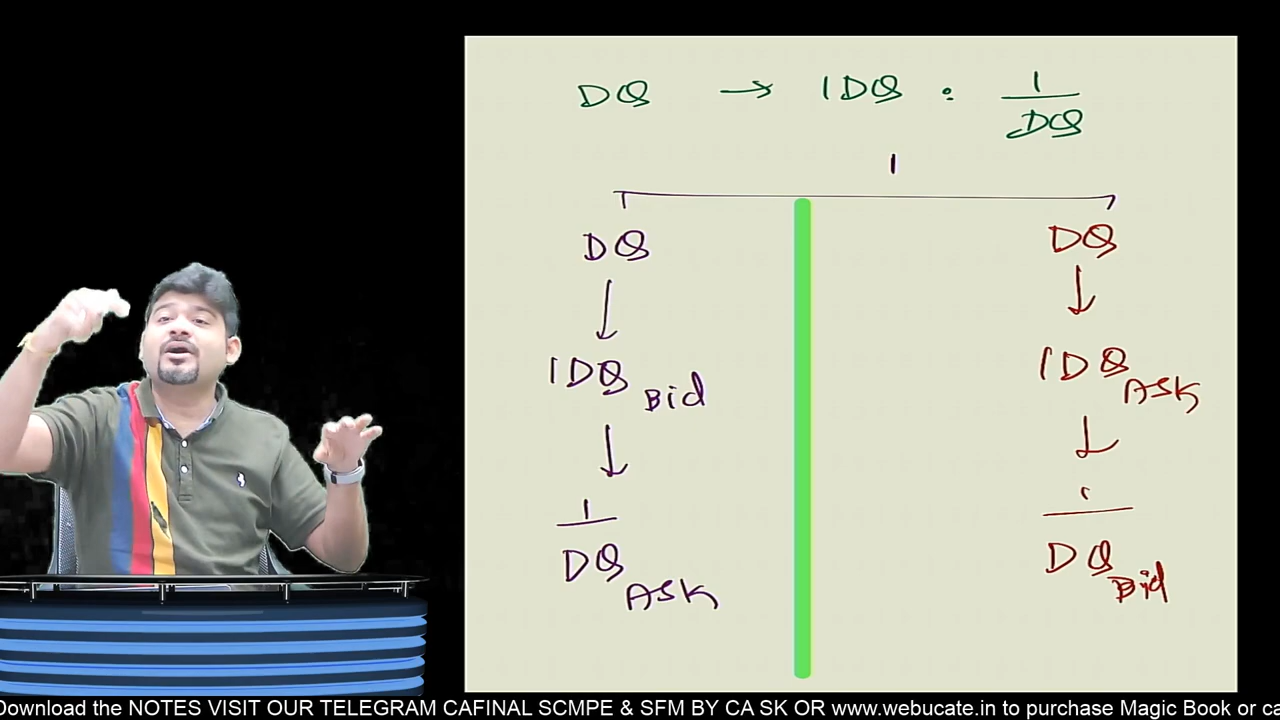 DQ → IDQ : 1/DQ
1
DQ DQ
↓ ↓
IDQ Bid IDQ ASK
↓ ↓
1/DQ ASK 1/DQ Bid
Download the NOTES VISIT OUR TELEGRAM CAFINAL SCMPE & SFM BY CA SK OR www.webucate.in to purchase Magic Book or ca